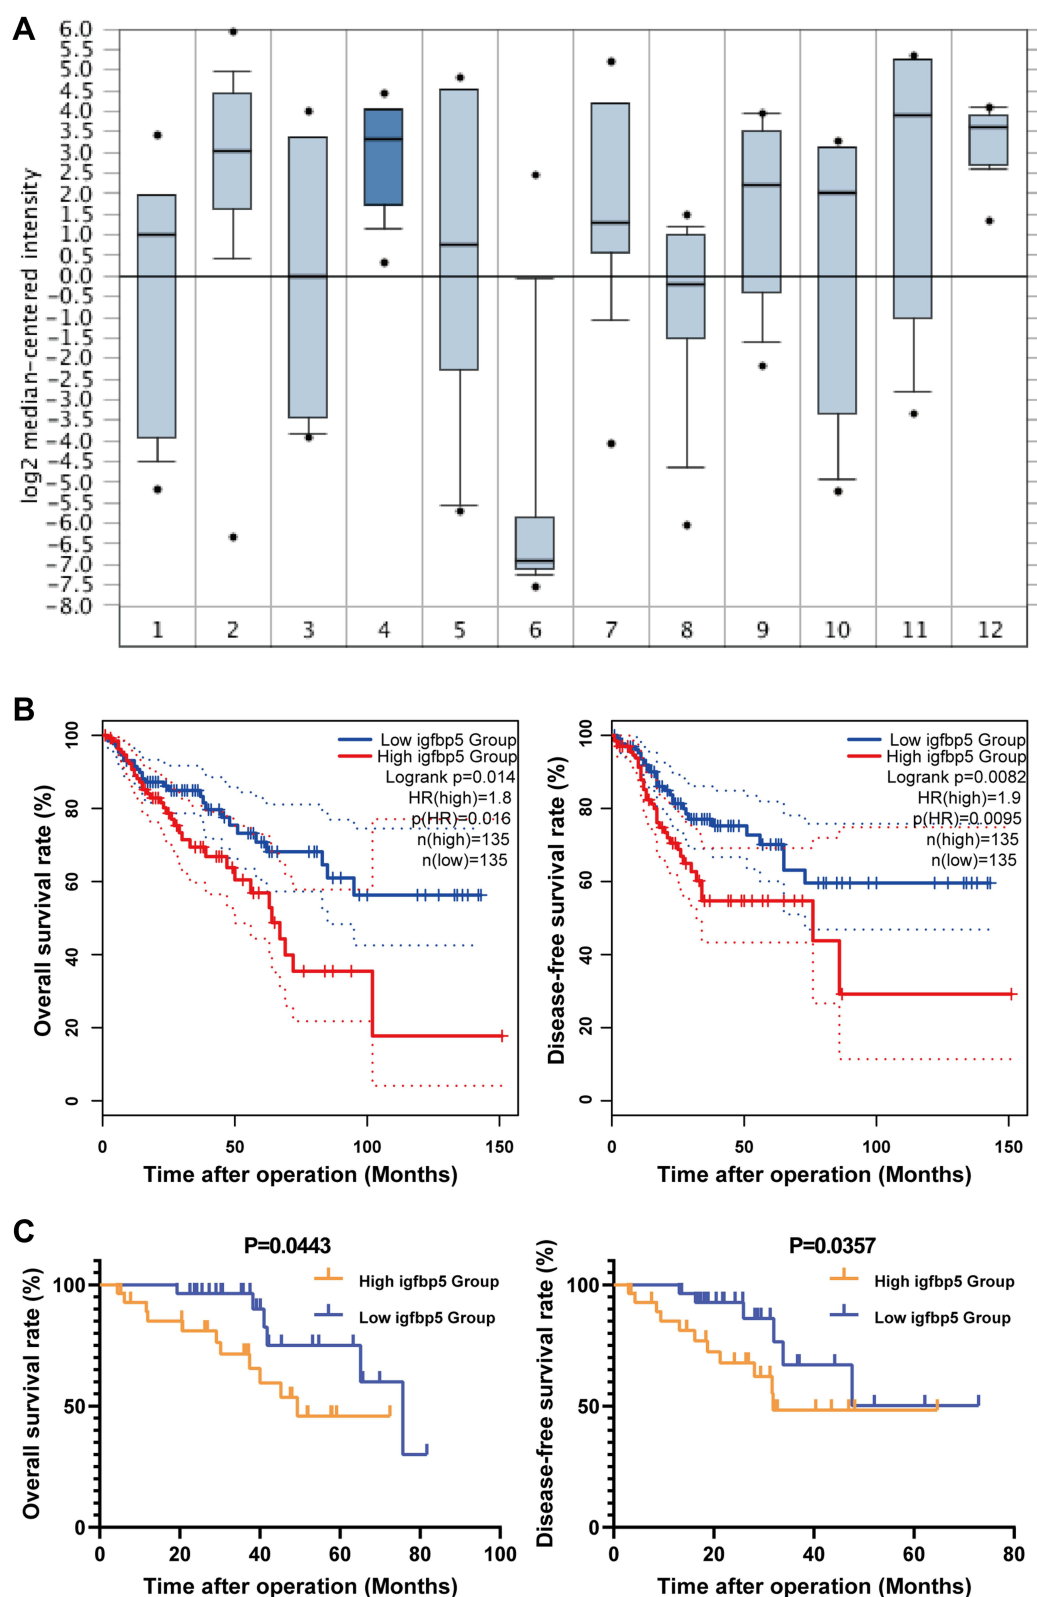 A
log2 median-centered intensity
6.0
5.5
5.0
4.5
4.0
3.5
3.0
2.5
2.0
1.5
1.0
0.5
0.0
-0.5
-1.0
-1.5
-2.0
-2.5
-3.0
-3.5
-4.0
-4.5
-5.0
-5.5
-6.0
-6.5
-7.0
-7.5
-8.0
1 2 3 4 5 6 7 8 9 10 11 12
B
Overall survival rate (%)
100
80
60
40
20
0
Low igfbp5 Group
High igfbp5 Group
Logrank p=0.014
HR(high)=1.8
p(HR)=0.016
n(high)=135
n(low)=135
0 50 100 150
Time after operation (Months)
Disease-free survival rate (%)
100
80
60
40
20
0
Low igfbp5 Group
High igfbp5 Group
Logrank p=0.0082
HR(high)=1.9
p(HR)=0.0095
n(high)=135
n(low)=135
0 50 100 150
Time after operation (Months)
C
P=0.0443
Overall survival rate (%)
100
50
0
High igfbp5 Group
Low igfbp5 Group
0 20 40 60 80 100
Time after operation (Months)
P=0.0357
Disease-free survival rate (%)
100
50
0
High igfbp5 Group
Low igfbp5 Group
0 20 40 60 80
Time after operation (Months)